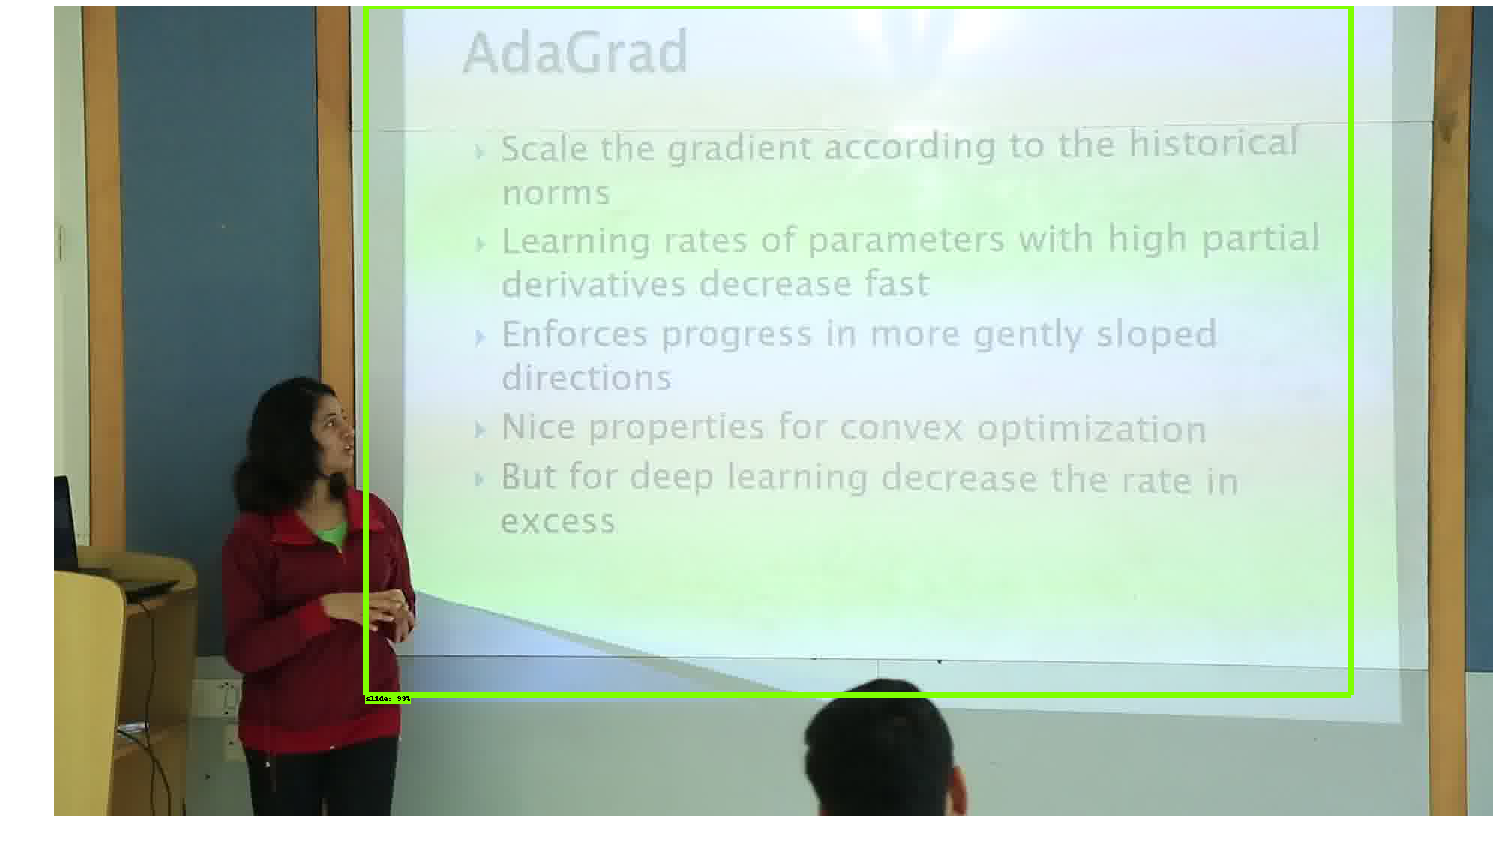 AdaGrad
Scale the gradient according to the historical
norms
Learning rates of parameters with high partial
derivatives decrease fast
Enforces progress in more gently sloped
directions
Nice properties for convex optimization
But for deep learning decrease the rate in
excess
slide: 99%